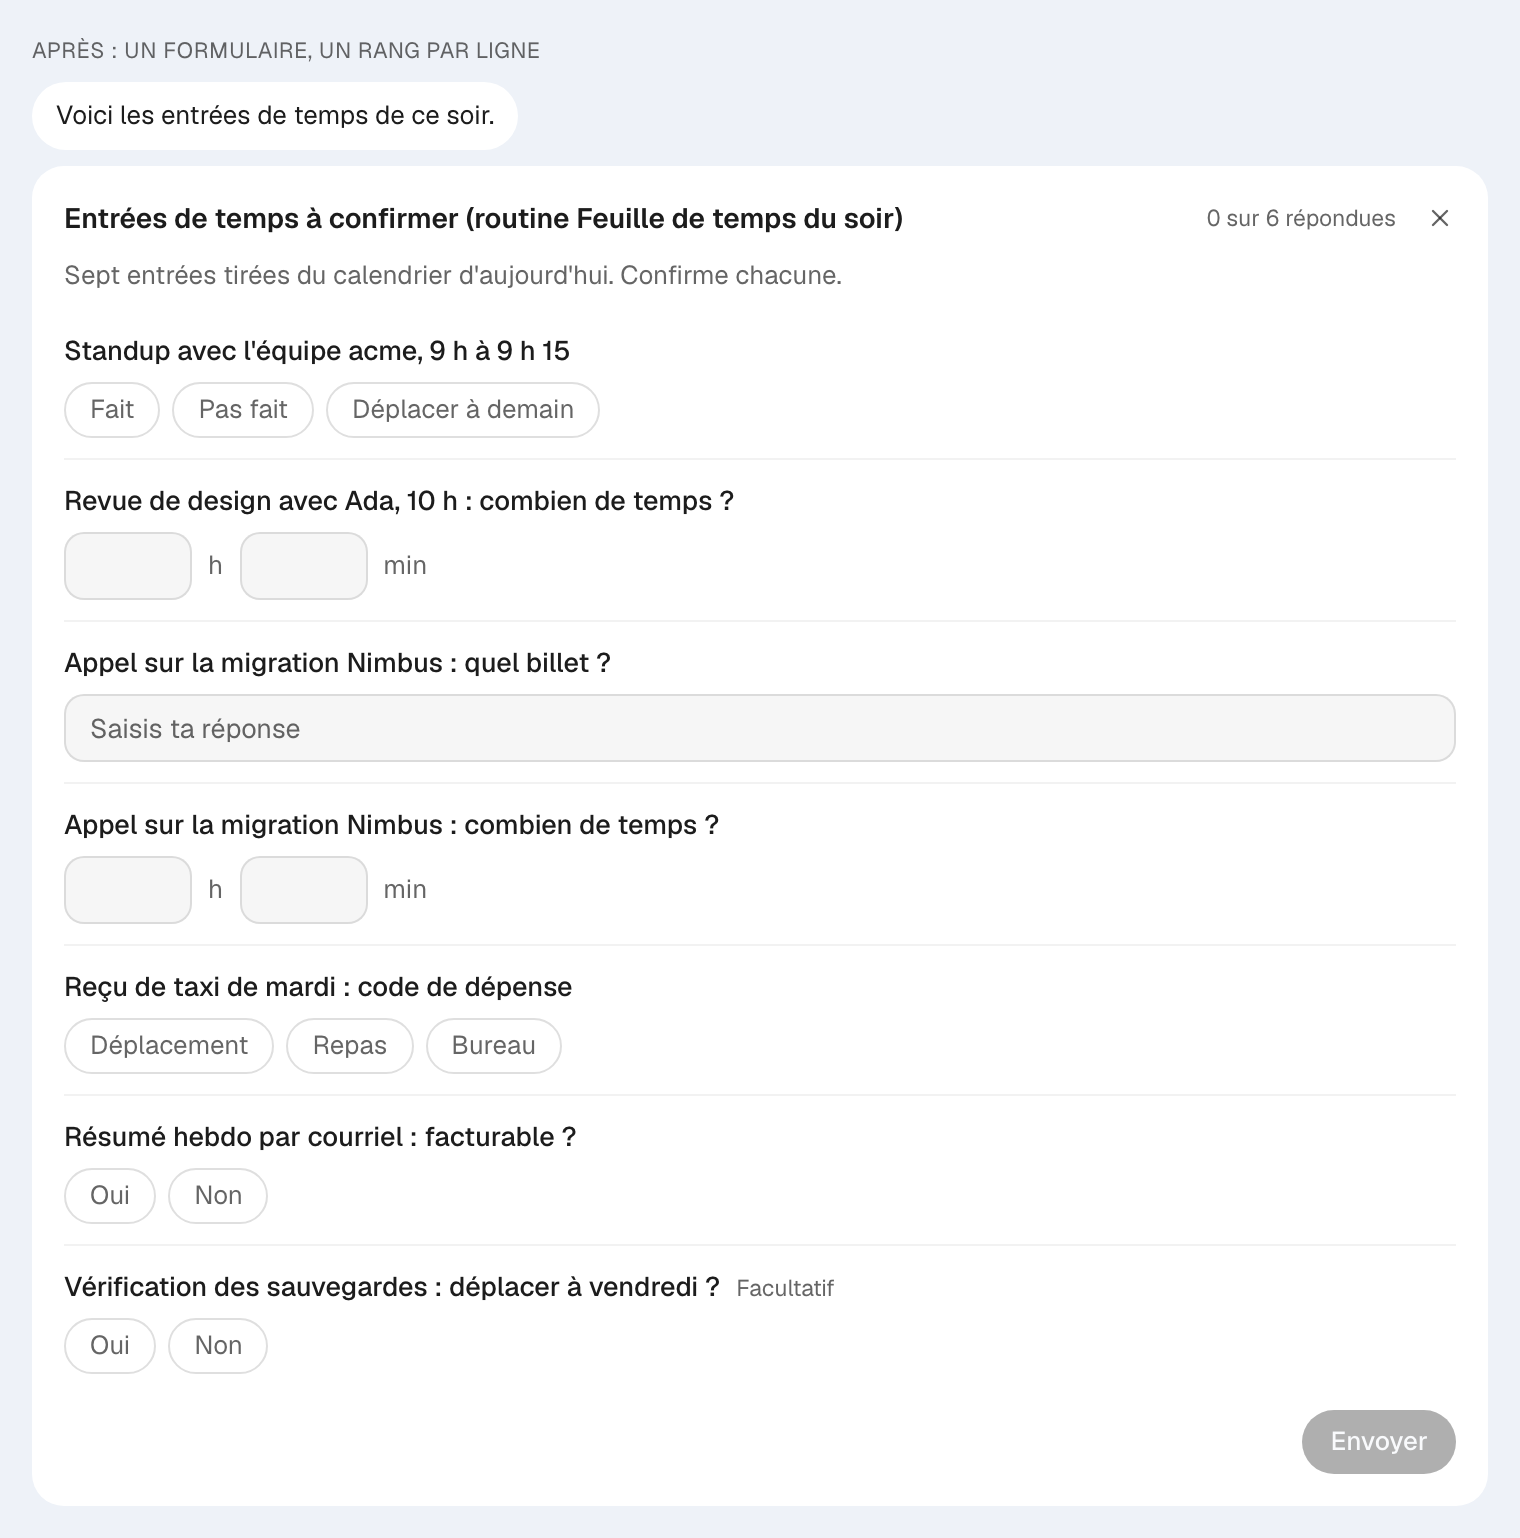 APRÈS : UN FORMULAIRE, UN RANG PAR LIGNE
Voici les entrées de temps de ce soir.
Entrées de temps à confirmer (routine Feuille de temps du soir)
0 sur 6 répondues
Sept entrées tirées du calendrier d'aujourd'hui. Confirme chacune.
Standup avec l'équipe acme, 9 h à 9 h 15
Fait Pas fait Déplacer à demain
Revue de design avec Ada, 10 h : combien de temps ?
h min
Appel sur la migration Nimbus : quel billet ?
Saisis ta réponse
Appel sur la migration Nimbus : combien de temps ?
h min
Reçu de taxi de mardi : code de dépense
Déplacement Repas Bureau
Résumé hebdo par courriel : facturable ?
Oui Non
Vérification des sauvegardes : déplacer à vendredi ? Facultatif
Oui Non
Envoyer